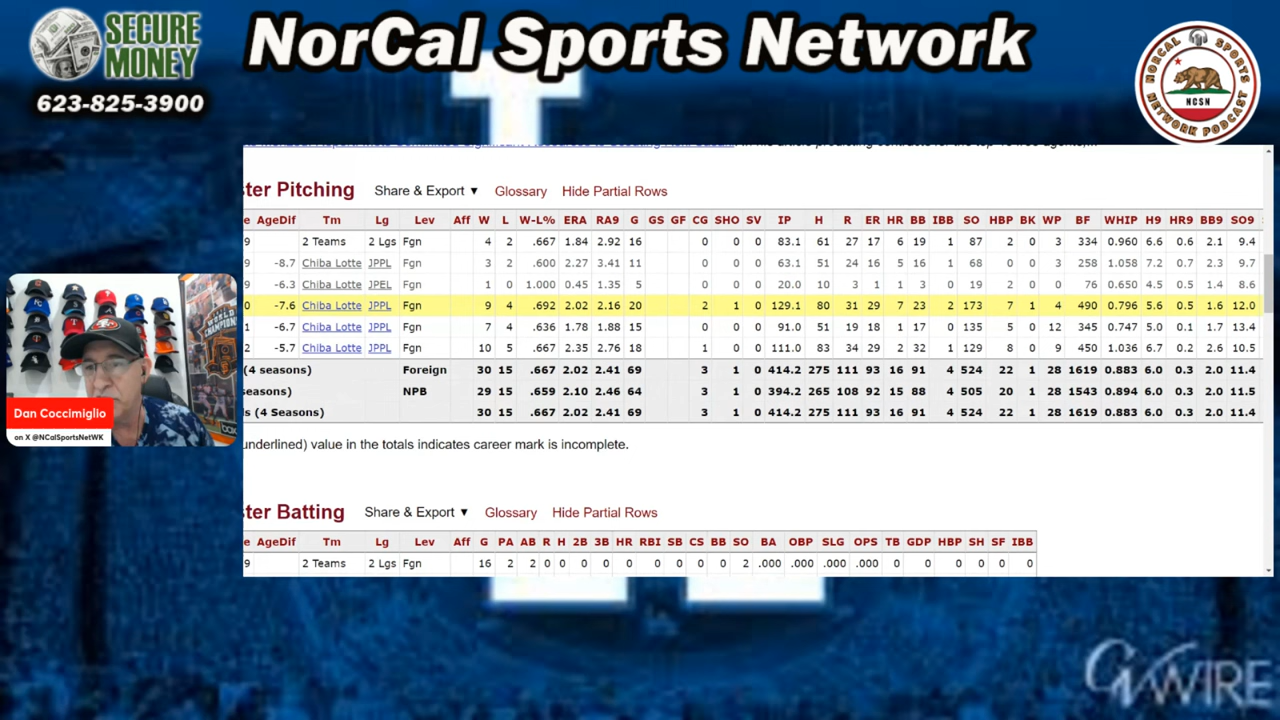 SECURE
MONEY
623-825-3900
NorCal Sports Network
NORCAL SPORTS
NCSN
NETWORK PODCAST
ter Pitching Share & Export ▼ Glossary Hide Partial Rows
e AgeDif Tm Lg Lev Aff W L W-L% ERA RA9 G GS GF CG SHO SV IP H R ER HR BB IBB SO HBP BK WP BF WHIP H9 HR9 BB9 SO9
9 2 Teams 2 Lgs Fgn 4 2 .667 1.84 2.92 16 0 0 0 83.1 61 27 17 6 19 1 87 2 0 3 334 0.960 6.6 0.6 2.1 9.4
9 -8.7 Chiba Lotte JPPL Fgn 3 2 .600 2.27 3.41 11 0 0 0 63.1 51 24 16 5 16 1 68 0 0 3 258 1.058 7.2 0.7 2.3 9.7
9 -6.3 Chiba Lotte JPEL Fgn 1 0 1.000 0.45 1.35 5 0 0 0 20.0 10 3 1 1 3 0 19 2 0 0 76 0.650 4.5 0.5 1.4 8.6
0 -7.6 Chiba Lotte JPPL Fgn 9 4 .692 2.02 2.16 20 2 0 0 129.1 80 31 29 7 23 2 173 7 1 4 490 0.796 5.6 0.5 1.6 12.0
1 -6.7 Chiba Lotte JPPL Fgn 7 4 .636 1.78 1.88 15 0 0 0 91.0 51 19 18 1 17 0 135 5 0 12 345 0.747 5.0 0.1 1.7 13.4
2 -5.7 Chiba Lotte JPPL Fgn 10 5 .667 2.35 2.76 18 1 0 0 111.0 83 34 29 2 32 1 129 8 0 9 450 1.036 6.7 0.2 2.6 10.5
(4 seasons) Foreign 30 15 .667 2.02 2.41 69 3 1 0 414.2 275 111 93 16 91 4 524 22 1 28 1619 0.883 6.0 0.3 2.0 11.4
seasons) NPB 29 15 .659 2.10 2.46 64 3 1 0 394.2 265 108 92 15 88 4 505 20 1 28 1543 0.894 6.0 0.3 2.0 11.5
ls (4 Seasons) 30 15 .667 2.02 2.41 69 3 1 0 414.2 275 111 93 16 91 4 524 22 1 28 1619 0.883 6.0 0.3 2.0 11.4
underlined) value in the totals indicates career mark is incomplete.
ter Batting Share & Export ▼ Glossary Hide Partial Rows
e AgeDif Tm Lg Lev Aff G PA AB R H 2B 3B HR RBI SB CS BB SO BA OBP SLG OPS TB GDP HBP SH SF IBB
9 2 Teams 2 Lgs Fgn 16 2 2 0 0 0 0 0 0 0 0 0 2 .000 .000 .000 .000 0 0 0 0 0 0
Dan Coccimiglio
on X @NCalSportsNetWK
GV WIRE